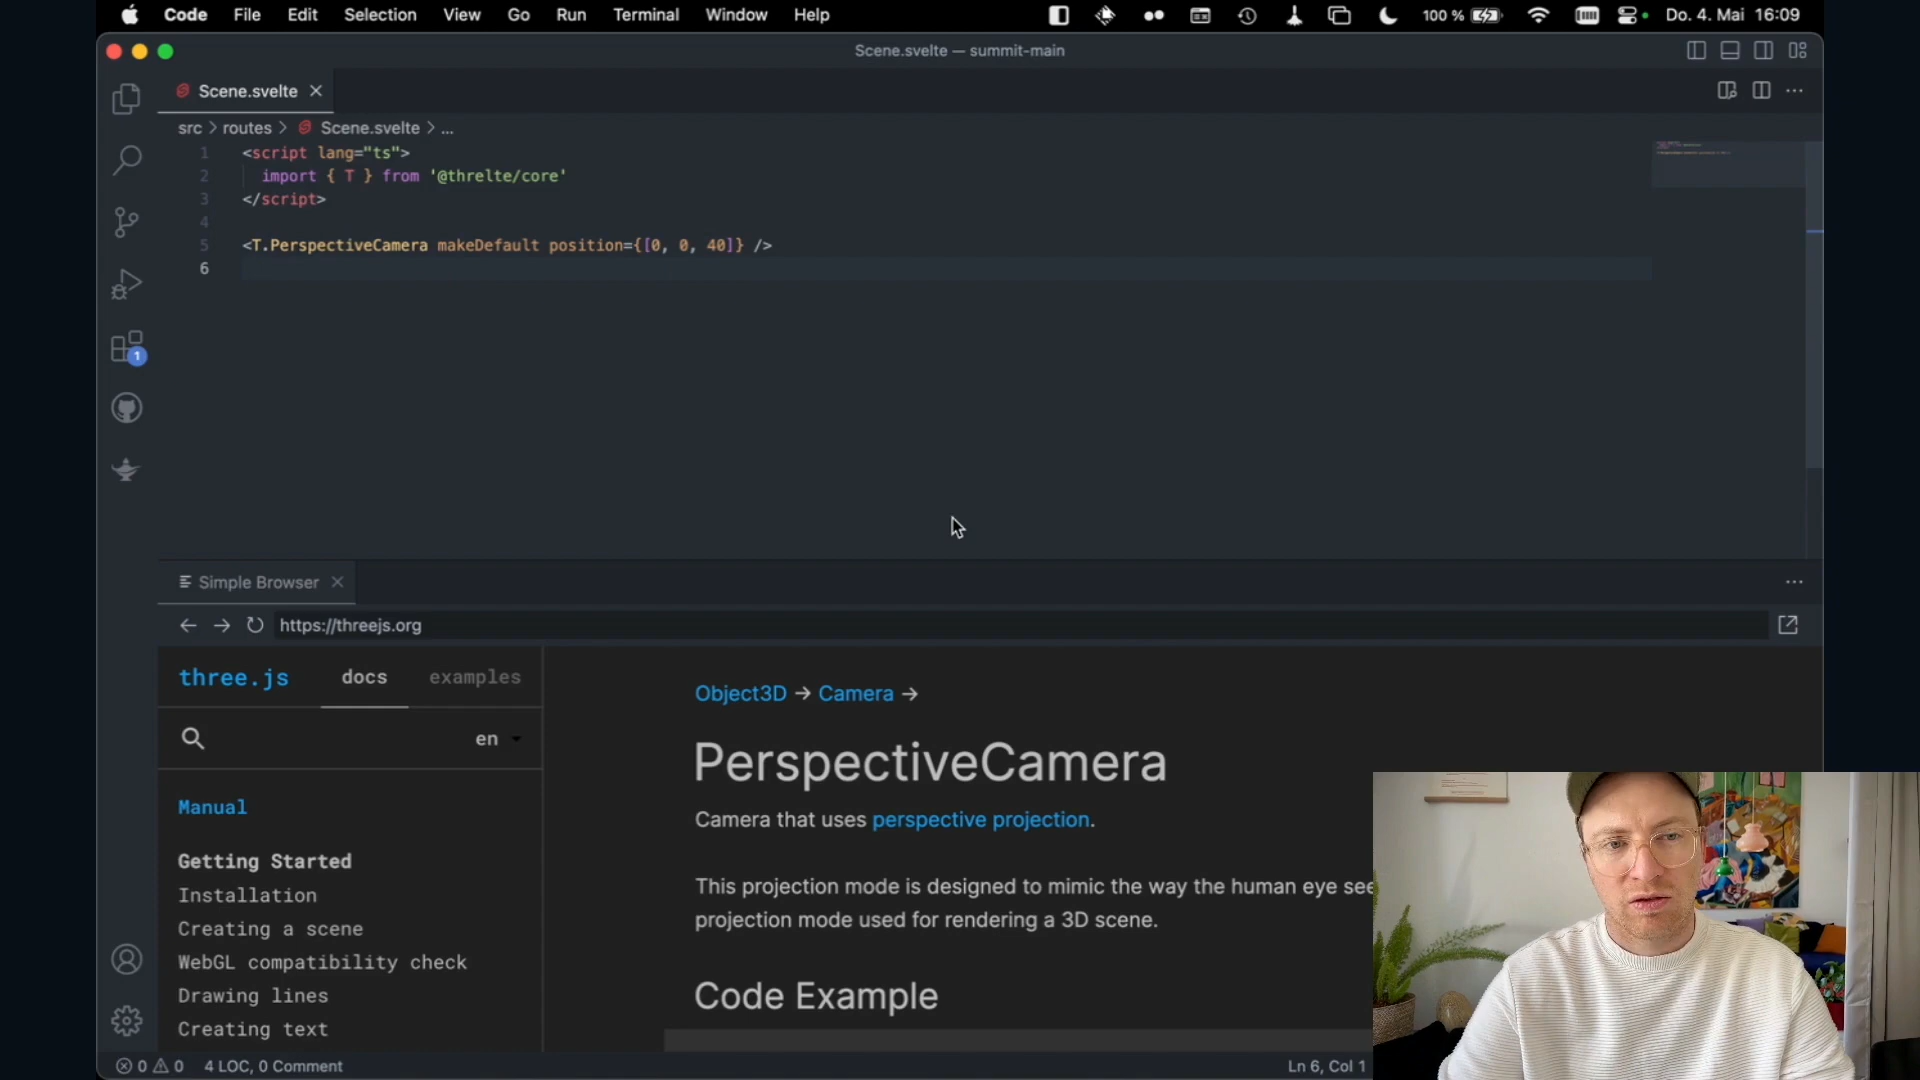 Code File Edit Selection View Go Run Terminal Window Help 100 % Do. 4. Mai 16:09
Scene.svelte — summit-main
Scene.svelte
src > routes > Scene.svelte > ...
1 <script lang="ts">
2 import { T } from '@threlte/core'
3 </script>
4
5 <T.PerspectiveCamera makeDefault position={[0, 0, 40]} />
6
1
Simple Browser
https://threejs.org
three.js docs examples
en
Manual
Getting Started
Installation
Creating a scene
WebGL compatibility check
Drawing lines
Creating text
Object3D → Camera →
PerspectiveCamera
Camera that uses perspective projection.
This projection mode is designed to mimic the way the human eye see
projection mode used for rendering a 3D scene.
Code Example
0 0 4 LOC, 0 Comment Ln 6, Col 1